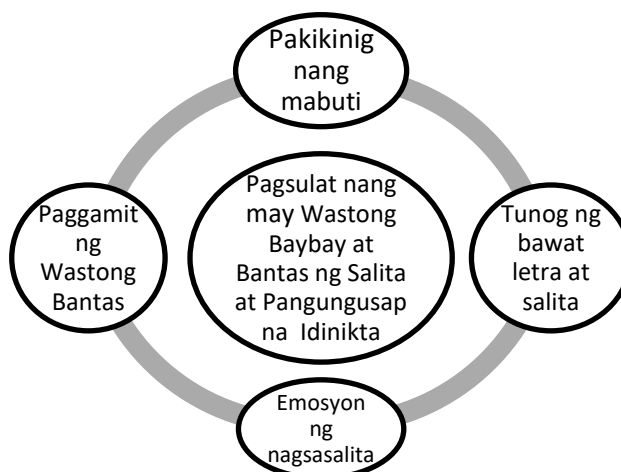 Pakikinig
nang
mabuti
Paggamit
ng
Wastong
Bantas
Pagsulat nang
may Wastong
Baybay at
Bantas ng Salita
at Pangungusap
na Idinikta
Tunog ng
bawat
letra at
salita
Emosyon
ng
nagsasalita